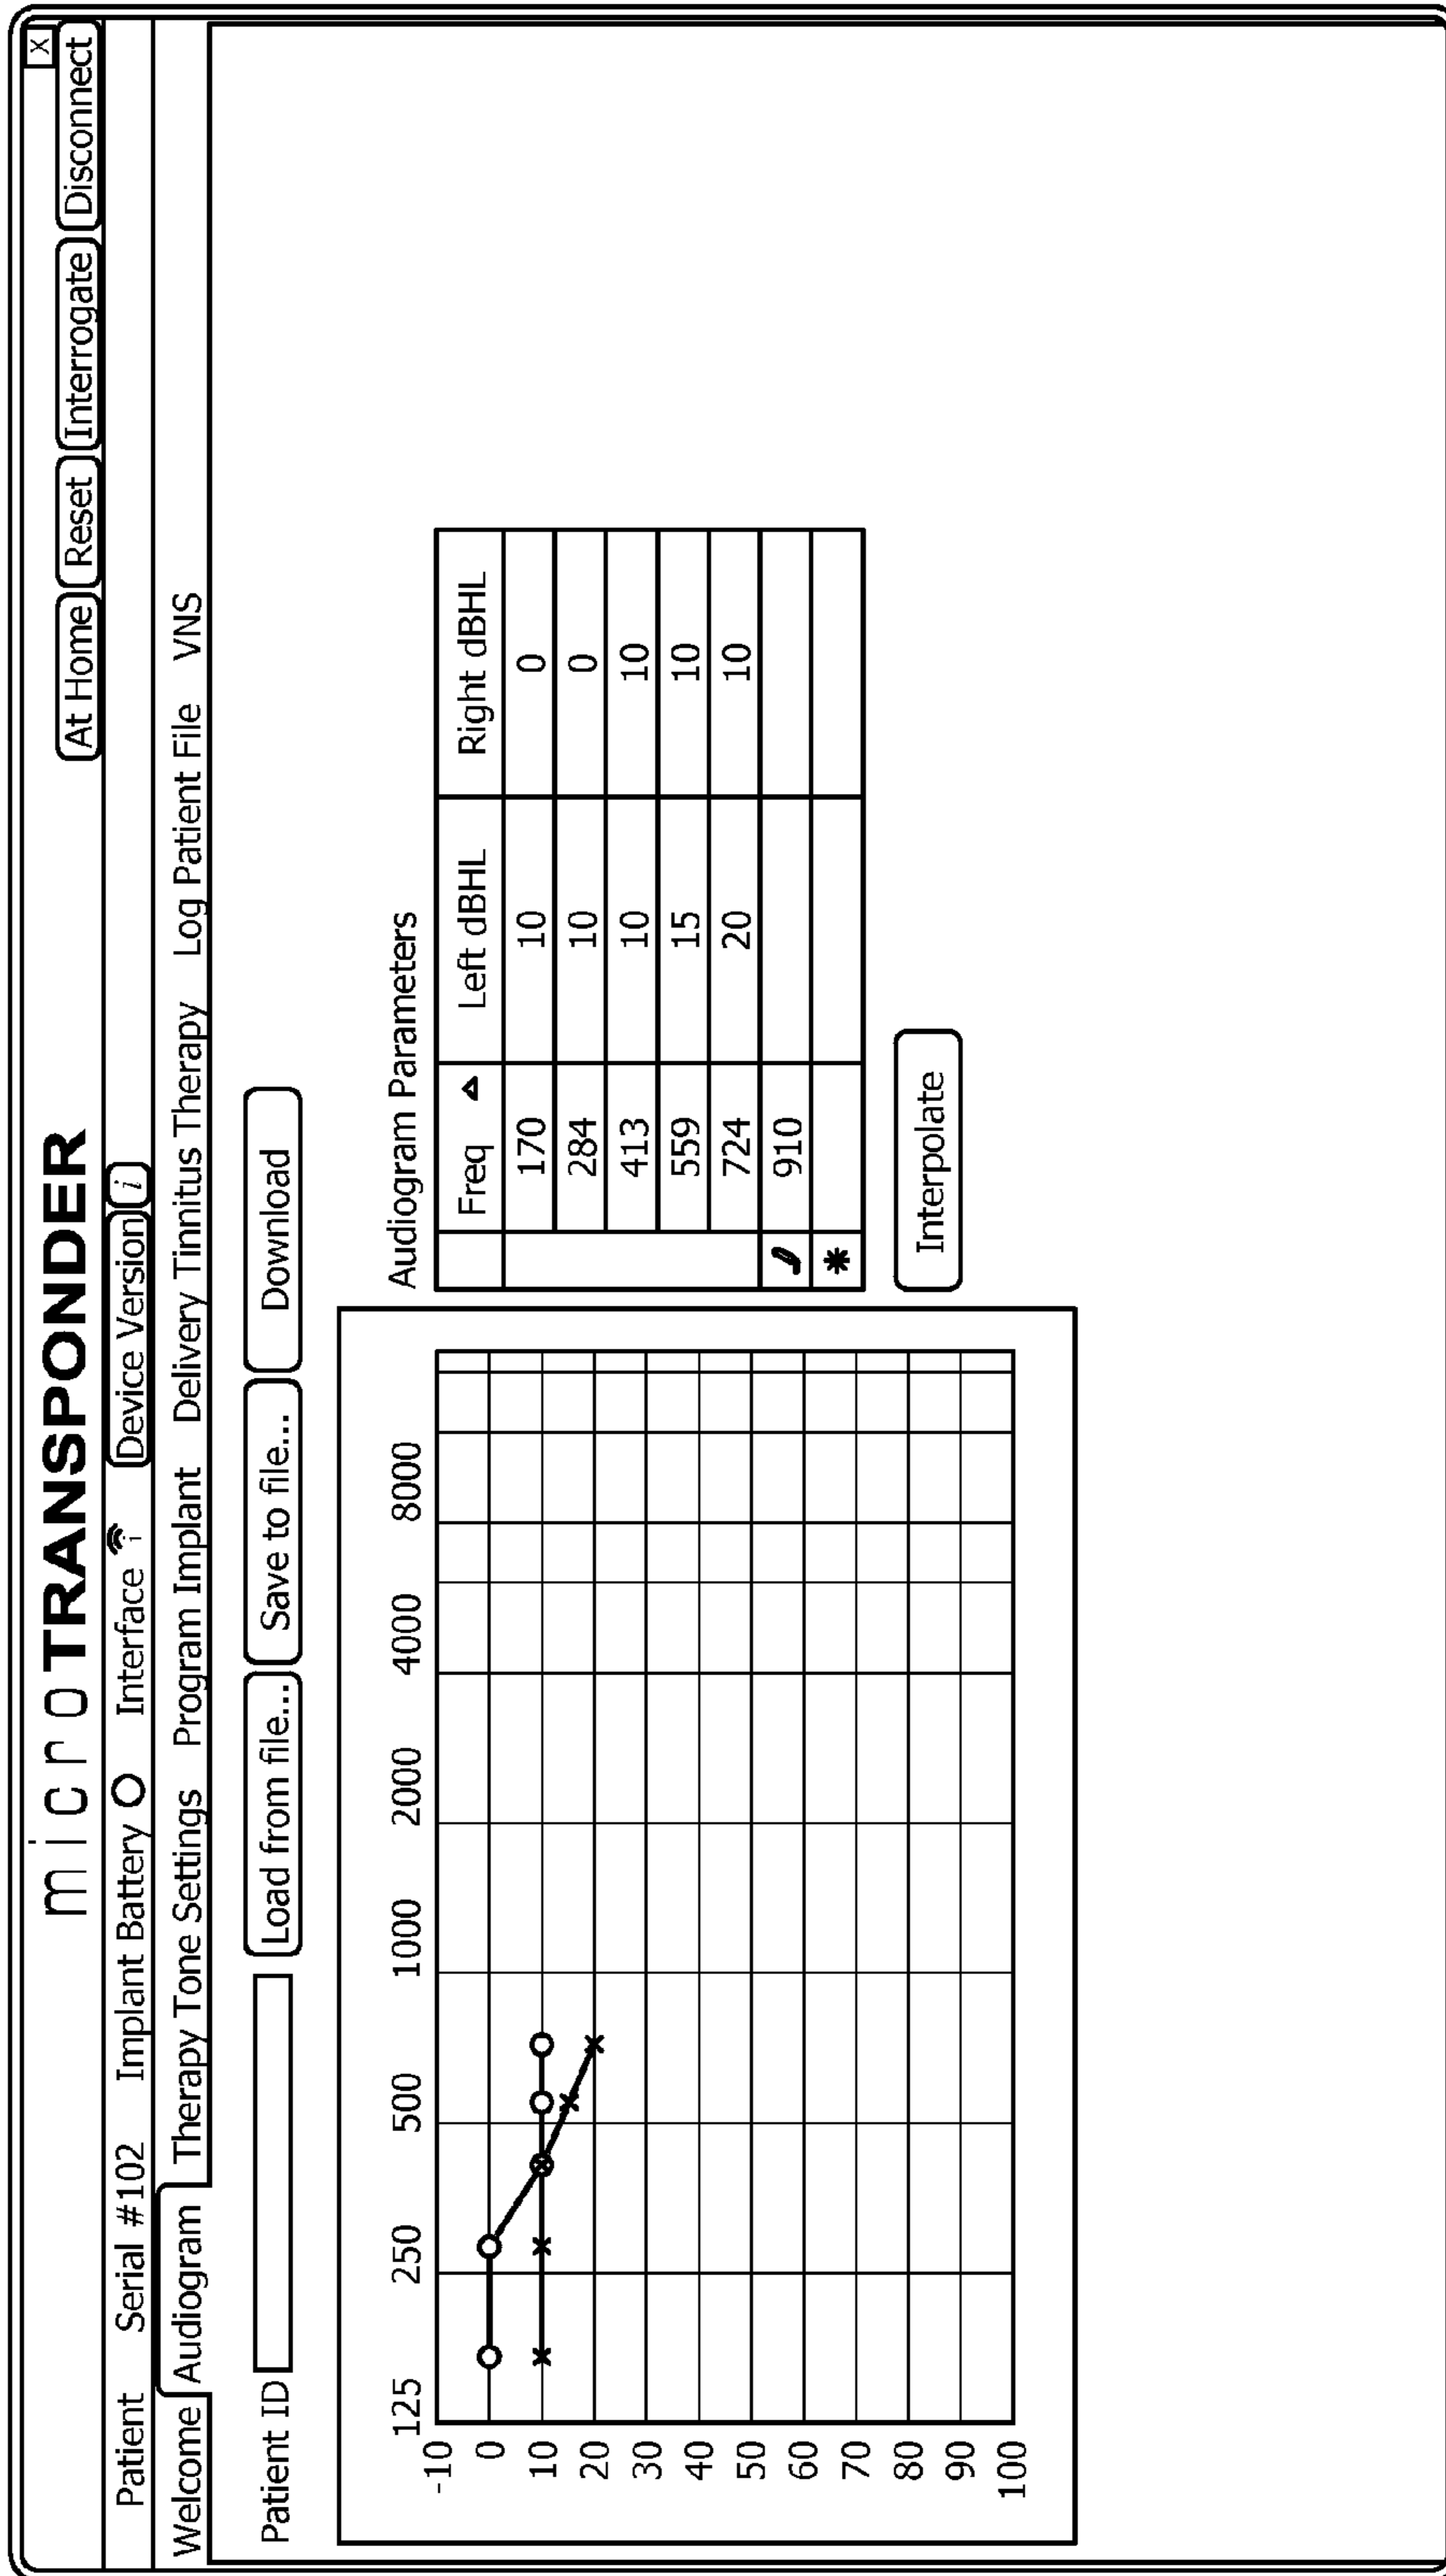 X
micro TRANSPONDER
At Home Reset Interrogate Disconnect
Patient Serial #102 Implant Battery Interface Device Version i
Welcome Audiogram Therapy Tone Settings Program Implant Delivery Tinnitus Therapy Log Patient File VNS
Patient ID Load from file... Save to file... Download
125 250 500 1000 2000 4000 8000
-10
0
10
20
30
40
50
60
70
80
90
100
Audiogram Parameters
Freq Left dBHL Right dBHL
170 10 0
284 10 0
413 10 10
559 15 10
724 20 10
910
*
Interpolate